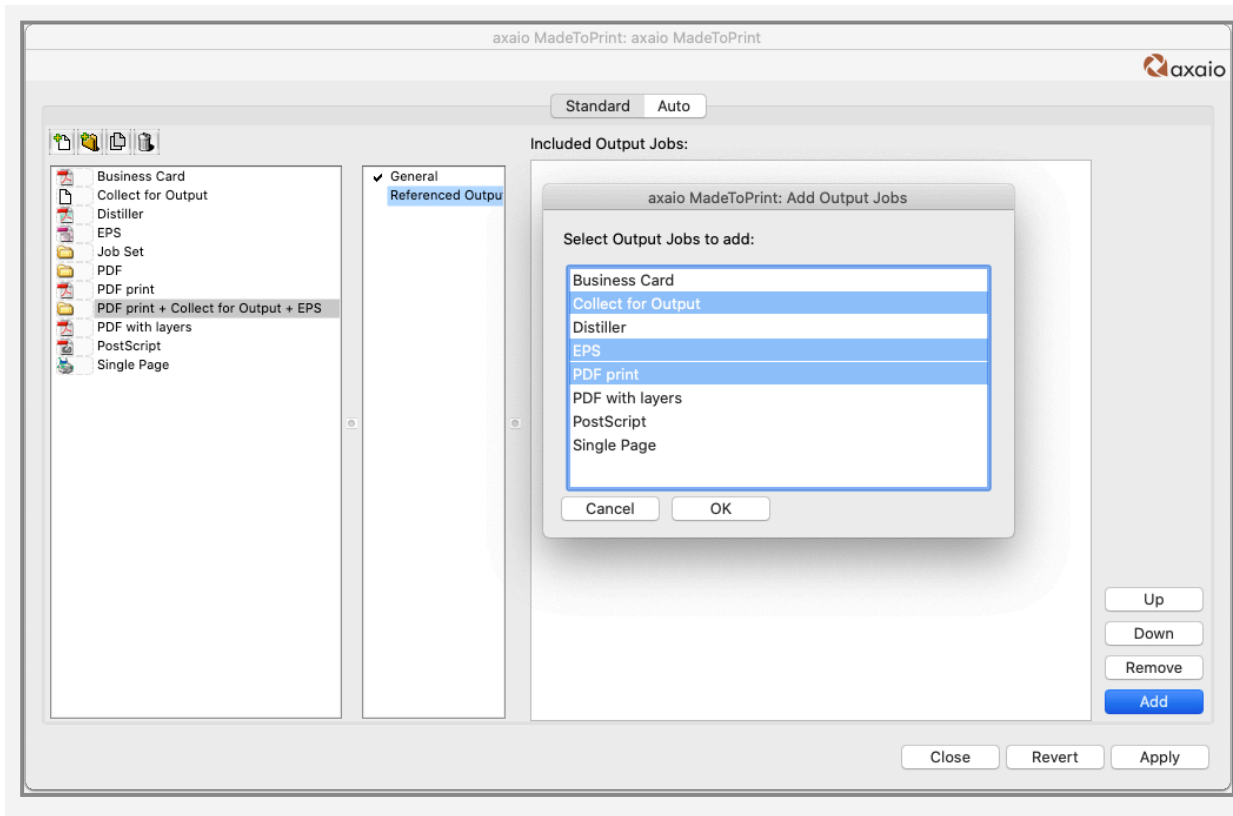 axaio MadeToPrint: axaio MadeToPrint
axaio
Standard Auto
Included Output Jobs:
Business Card
Collect for Output
Distiller
EPS
Job Set
PDF
PDF print
PDF print + Collect for Output + EPS
PDF with layers
PostScript
Single Page
General
Referenced Outpu
axaio MadeToPrint: Add Output Jobs
Select Output Jobs to add:
Business Card
Collect for Output
Distiller
EPS
PDF print
PDF with layers
PostScript
Single Page
Cancel OK
Up
Down
Remove
Add
Close Revert Apply